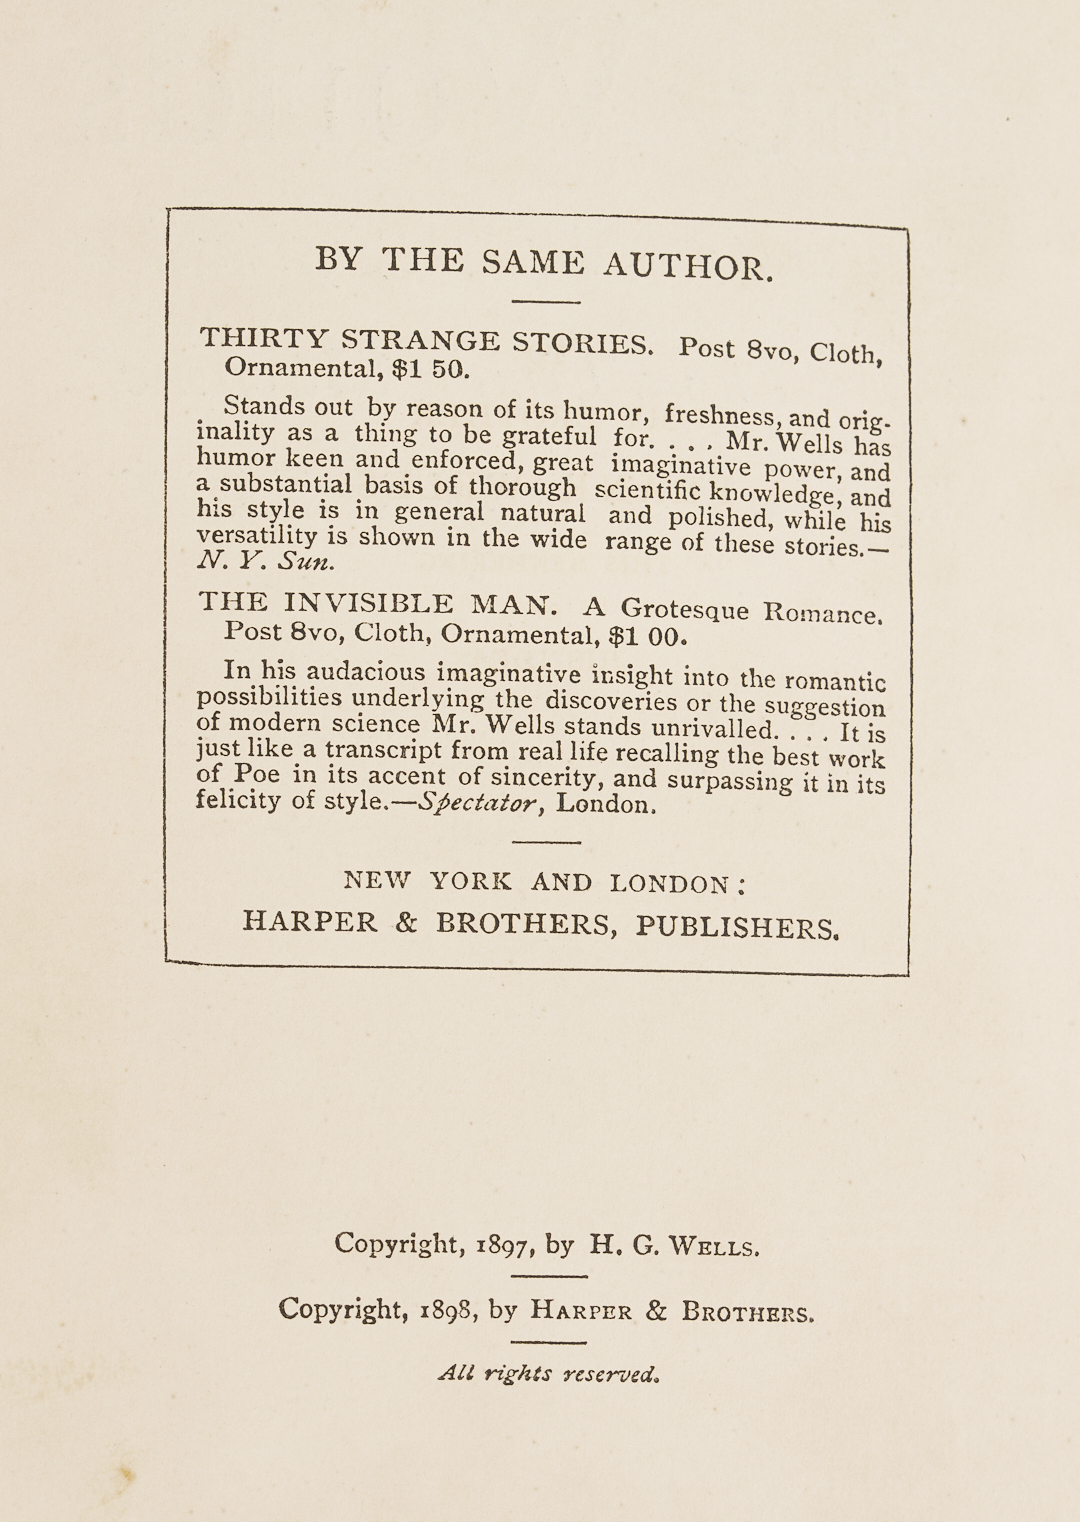 BY THE SAME AUTHOR.
THIRTY STRANGE STORIES. Post 8vo, Cloth,
Ornamental, $1 50.
Stands out by reason of its humor, freshness, and orig-
inality as a thing to be grateful for. . . . Mr. Wells has
humor keen and enforced, great imaginative power, and
a substantial basis of thorough scientific knowledge, and
his style is in general natural and polished, while his
versatility is shown in the wide range of these stories.—
N. Y. Sun.
THE INVISIBLE MAN. A Grotesque Romance.
Post 8vo, Cloth, Ornamental, $1 00.
In his audacious imaginative insight into the romantic
possibilities underlying the discoveries or the suggestion
of modern science Mr. Wells stands unrivalled. . . . It is
just like a transcript from real life recalling the best work
of Poe in its accent of sincerity, and surpassing it in its
felicity of style.—Spectator, London.
NEW YORK AND LONDON:
HARPER & BROTHERS, PUBLISHERS.
Copyright, 1897, by H. G. WELLS.
Copyright, 1898, by HARPER & BROTHERS.
All rights reserved.